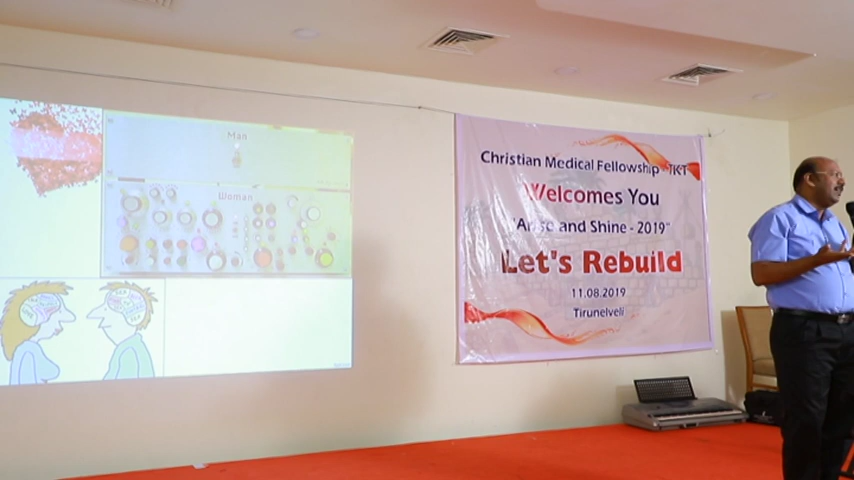 Man
Woman
Christian Medical Fellowship - TKT
Welcomes You
"Arise and Shine - 2019"
Let's Rebuild
11.08.2019
Tirunelveli